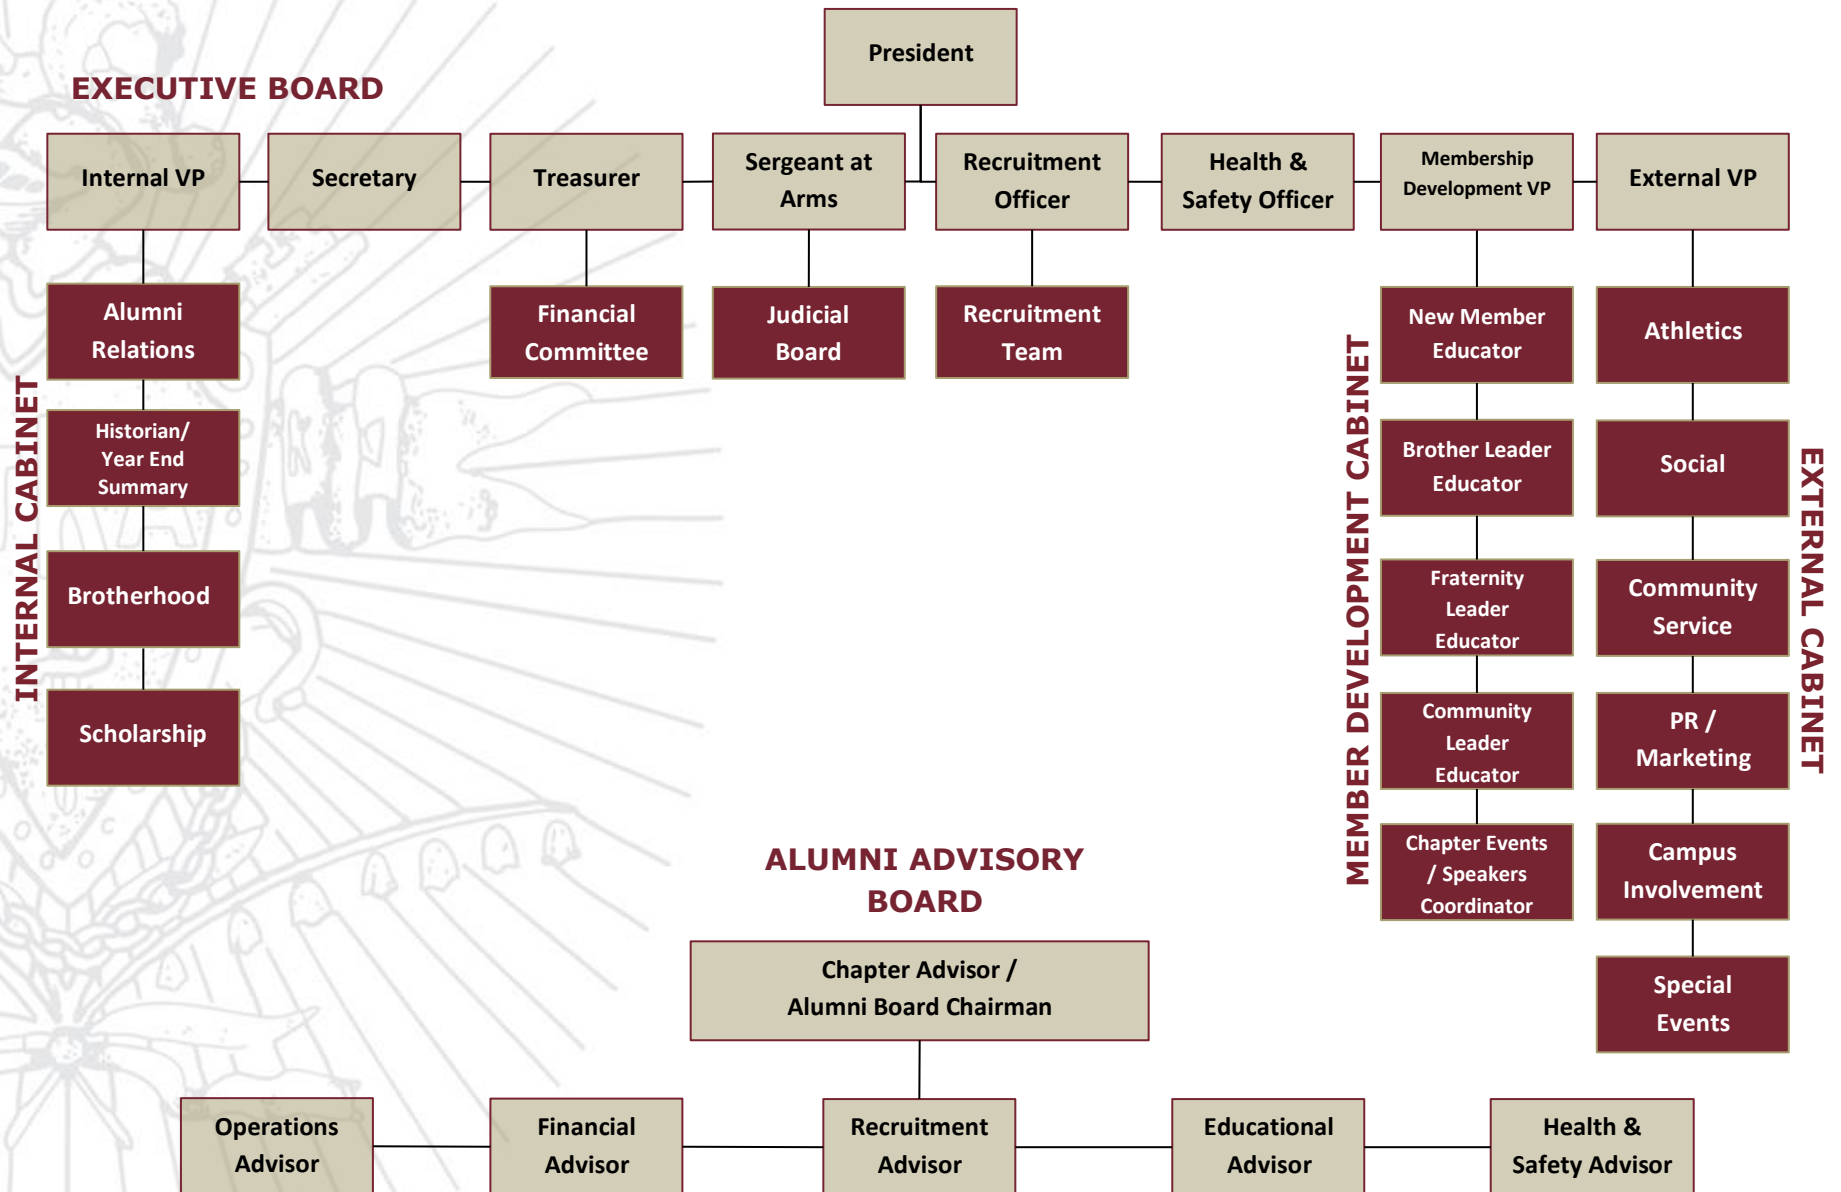 President
EXECUTIVE BOARD
Internal VP
Secretary
Treasurer
Sergeant at
Arms
Recruitment
Officer
Health &
Safety Officer
Membership
Development VP
External VP
INTERNAL CABINET
Alumni
Relations
Historian/
Year End
Summary
Brotherhood
Scholarship
Financial
Committee
Judicial
Board
Recruitment
Team
MEMBER DEVELOPMENT CABINET
New Member
Educator
Brother Leader
Educator
Fraternity
Leader
Educator
Community
Leader
Educator
Chapter Events
/ Speakers
Coordinator
Athletics
Social
Community
Service
PR /
Marketing
Campus
Involvement
Special
Events
EXTERNAL CABINET
ALUMNI ADVISORY
BOARD
Chapter Advisor /
Alumni Board Chairman
Operations
Advisor
Financial
Advisor
Recruitment
Advisor
Educational
Advisor
Health &
Safety Advisor